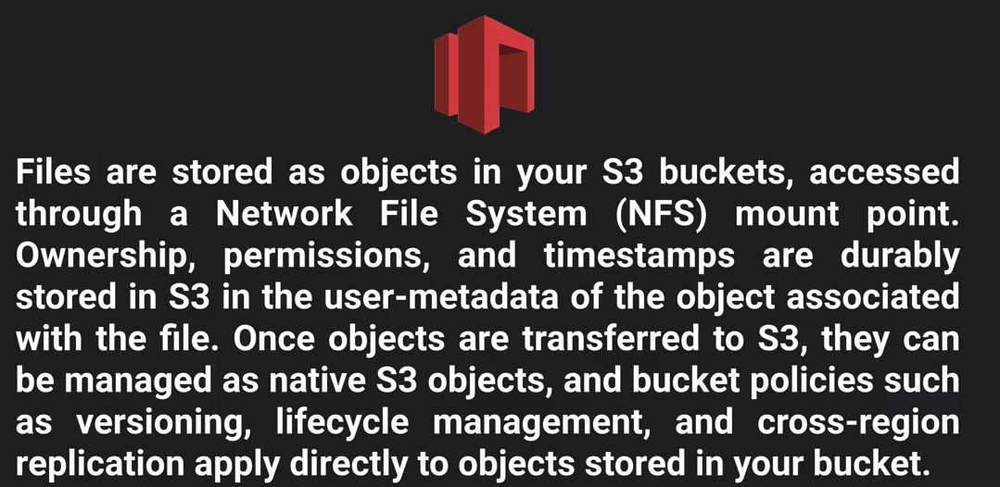 Files are stored as objects in your S3 buckets, accessed
through a Network File System (NFS) mount point.
Ownership, permissions, and timestamps are durably
stored in S3 in the user-metadata of the object associated
with the file. Once objects are transferred to S3, they can
be managed as native S3 objects, and bucket policies such
as versioning, lifecycle management, and cross-region
replication apply directly to objects stored in your bucket.